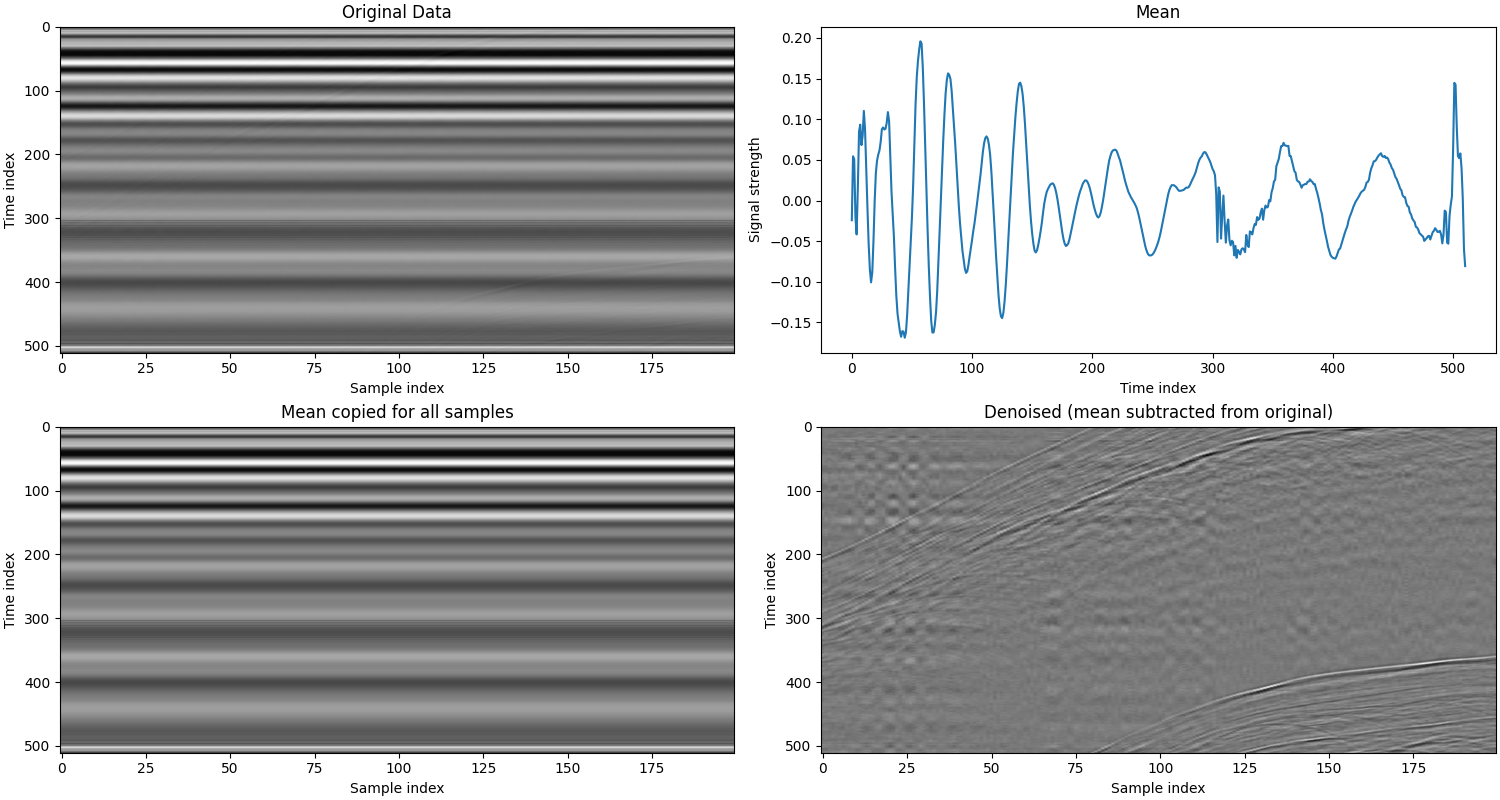 Original Data
0
100
200
300
400
500
Time index
0 25 50 75 100 125 150 175
Sample index
Mean
0.20
0.15
0.10
0.05
0.00
−0.05
−0.10
−0.15
Signal strength
0 100 200 300 400 500
Time index
Mean copied for all samples
0
100
200
300
400
500
Time index
0 25 50 75 100 125 150 175
Sample index
Denoised (mean subtracted from original)
0
100
200
300
400
500
Time index
0 25 50 75 100 125 150 175
Sample index